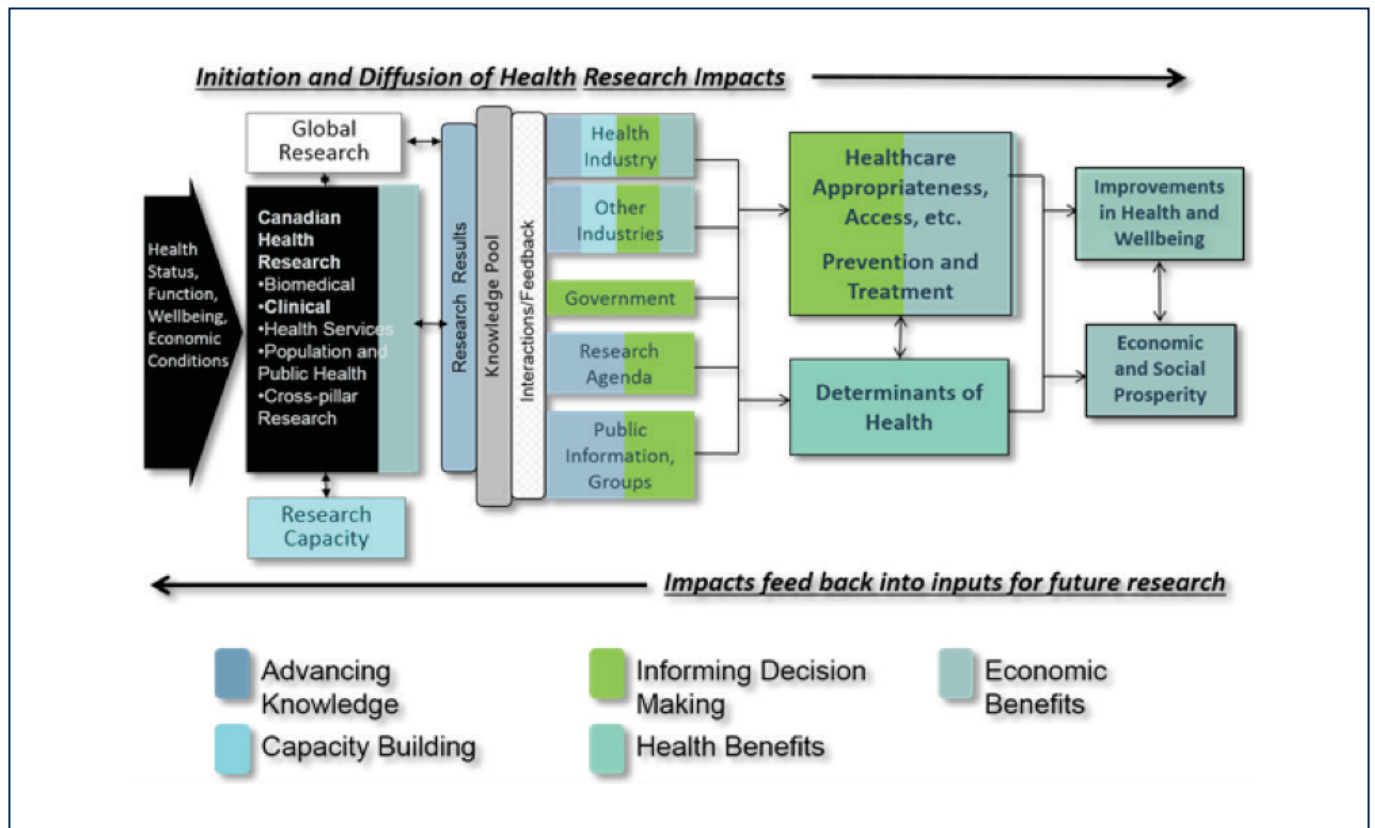 Initiation and Diffusion of Health Research Impacts
Health
Status,
Function,
Wellbeing,
Economic
Conditions
Global
Research
Canadian
Health
Research
•Biomedical
•Clinical
•Health Services
•Population and
Public Health
•Cross-pillar
Research
Research
Capacity
Research Results
Knowledge Pool
Interactions/Feedback
Health
Industry
Other
Industries
Government
Research
Agenda
Public
Information,
Groups
Healthcare
Appropriateness,
Access, etc.
Prevention and
Treatment
Determinants of
Health
Improvements
in Health and
Wellbeing
Economic
and Social
Prosperity
Impacts feed back into inputs for future research
Advancing
Knowledge
Capacity Building
Informing Decision
Making
Health Benefits
Economic
Benefits